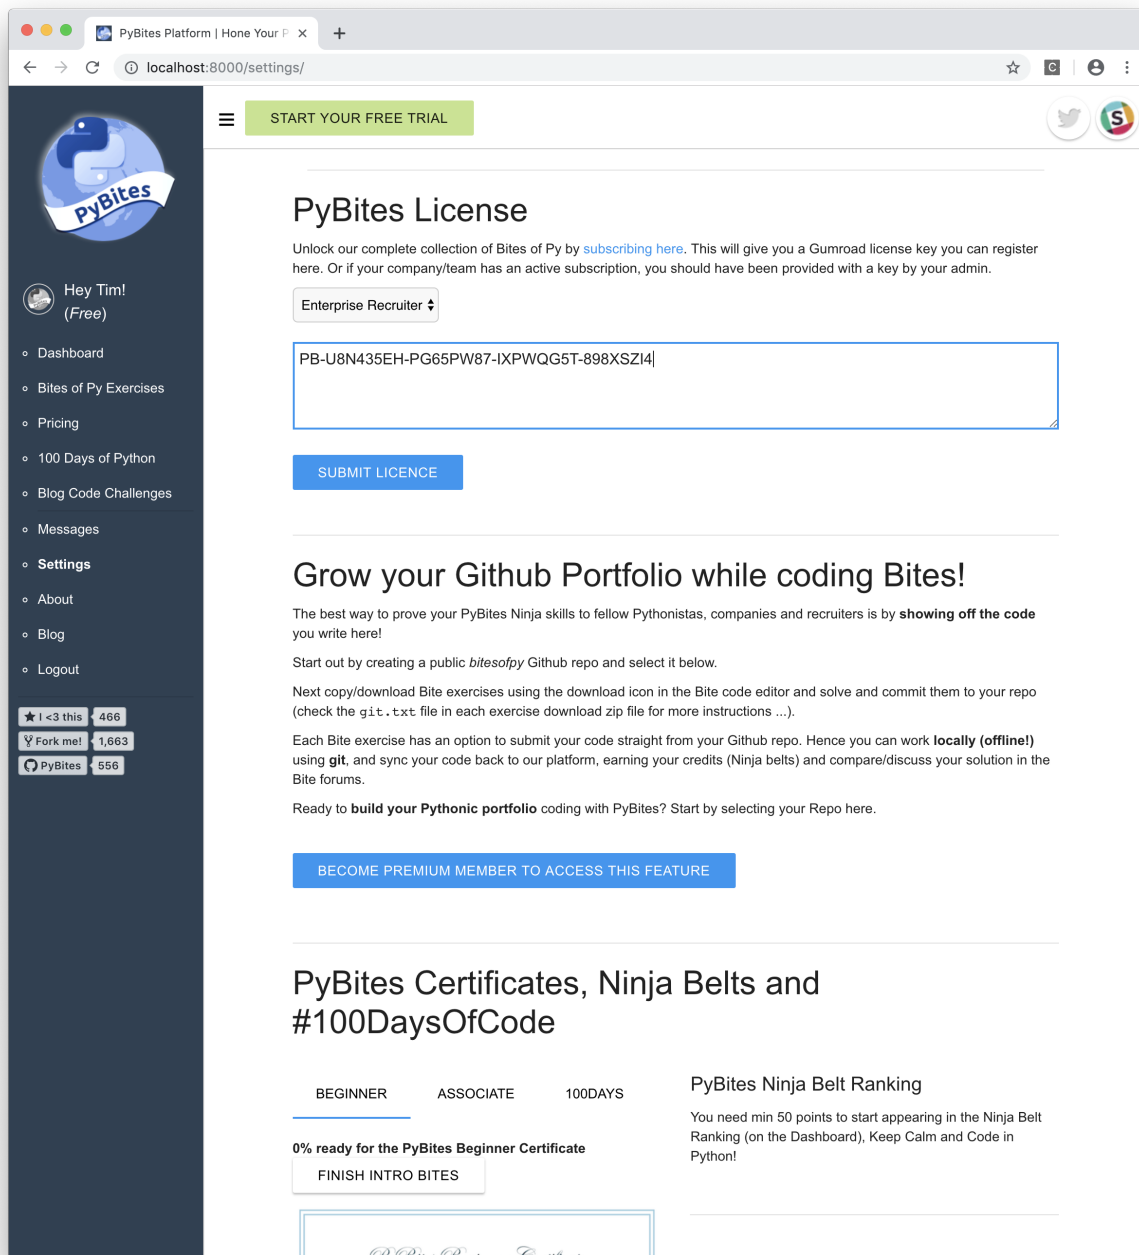 PyBites Platform | Hone Your P
localhost:8000/settings/
C
PyBites
START YOUR FREE TRIAL
S
Hey Tim!
(Free)
Dashboard
Bites of Py Exercises
Pricing
100 Days of Python
Blog Code Challenges
Messages
Settings
About
Blog
Logout
I <3 this 466
Fork me! 1,663
PyBites 556
PyBites License
Unlock our complete collection of Bites of Py by subscribing here. This will give you a Gumroad license key you can register
here. Or if your company/team has an active subscription, you should have been provided with a key by your admin.
Enterprise Recruiter
PB-U8N435EH-PG65PW87-IXPWQG5T-898XSZI4
SUBMIT LICENCE
Grow your Github Portfolio while coding Bites!
The best way to prove your PyBites Ninja skills to fellow Pythonistas, companies and recruiters is by showing off the code
you write here!
Start out by creating a public bitesofpy Github repo and select it below.
Next copy/download Bite exercises using the download icon in the Bite code editor and solve and commit them to your repo
(check the git.txt file in each exercise download zip file for more instructions ...).
Each Bite exercise has an option to submit your code straight from your Github repo. Hence you can work locally (offline!)
using git, and sync your code back to our platform, earning your credits (Ninja belts) and compare/discuss your solution in the
Bite forums.
Ready to build your Pythonic portfolio coding with PyBites? Start by selecting your Repo here.
BECOME PREMIUM MEMBER TO ACCESS THIS FEATURE
PyBites Certificates, Ninja Belts and
#100DaysOfCode
BEGINNER ASSOCIATE 100DAYS
0% ready for the PyBites Beginner Certificate
FINISH INTRO BITES
PyBites Ninja Belt Ranking
You need min 50 points to start appearing in the Ninja Belt
Ranking (on the Dashboard), Keep Calm and Code in
Python!